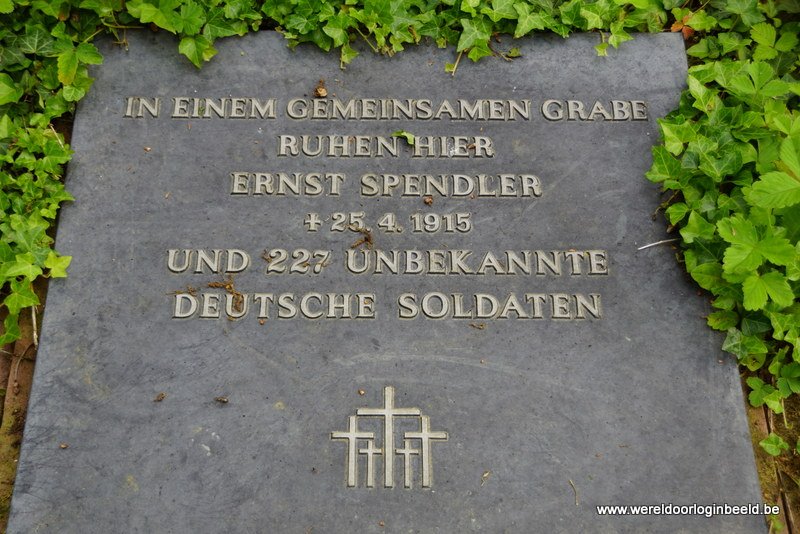 IN EINEM GEMEINSAMEN GRABE
RUHEN HIER
ERNST SPENDLER
✝ 25. 4. 1915
UND 227 UNBEKANNTE
DEUTSCHE SOLDATEN
www.wereldoorloginbeeld.be